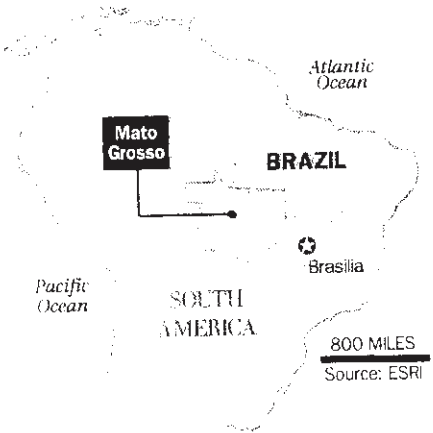 Atlantic
Ocean
Mato
Grosso
BRAZIL
Brasilia
Pacific
Ocean
SOUTH
AMERICA
800 MILES
Source: ESRI